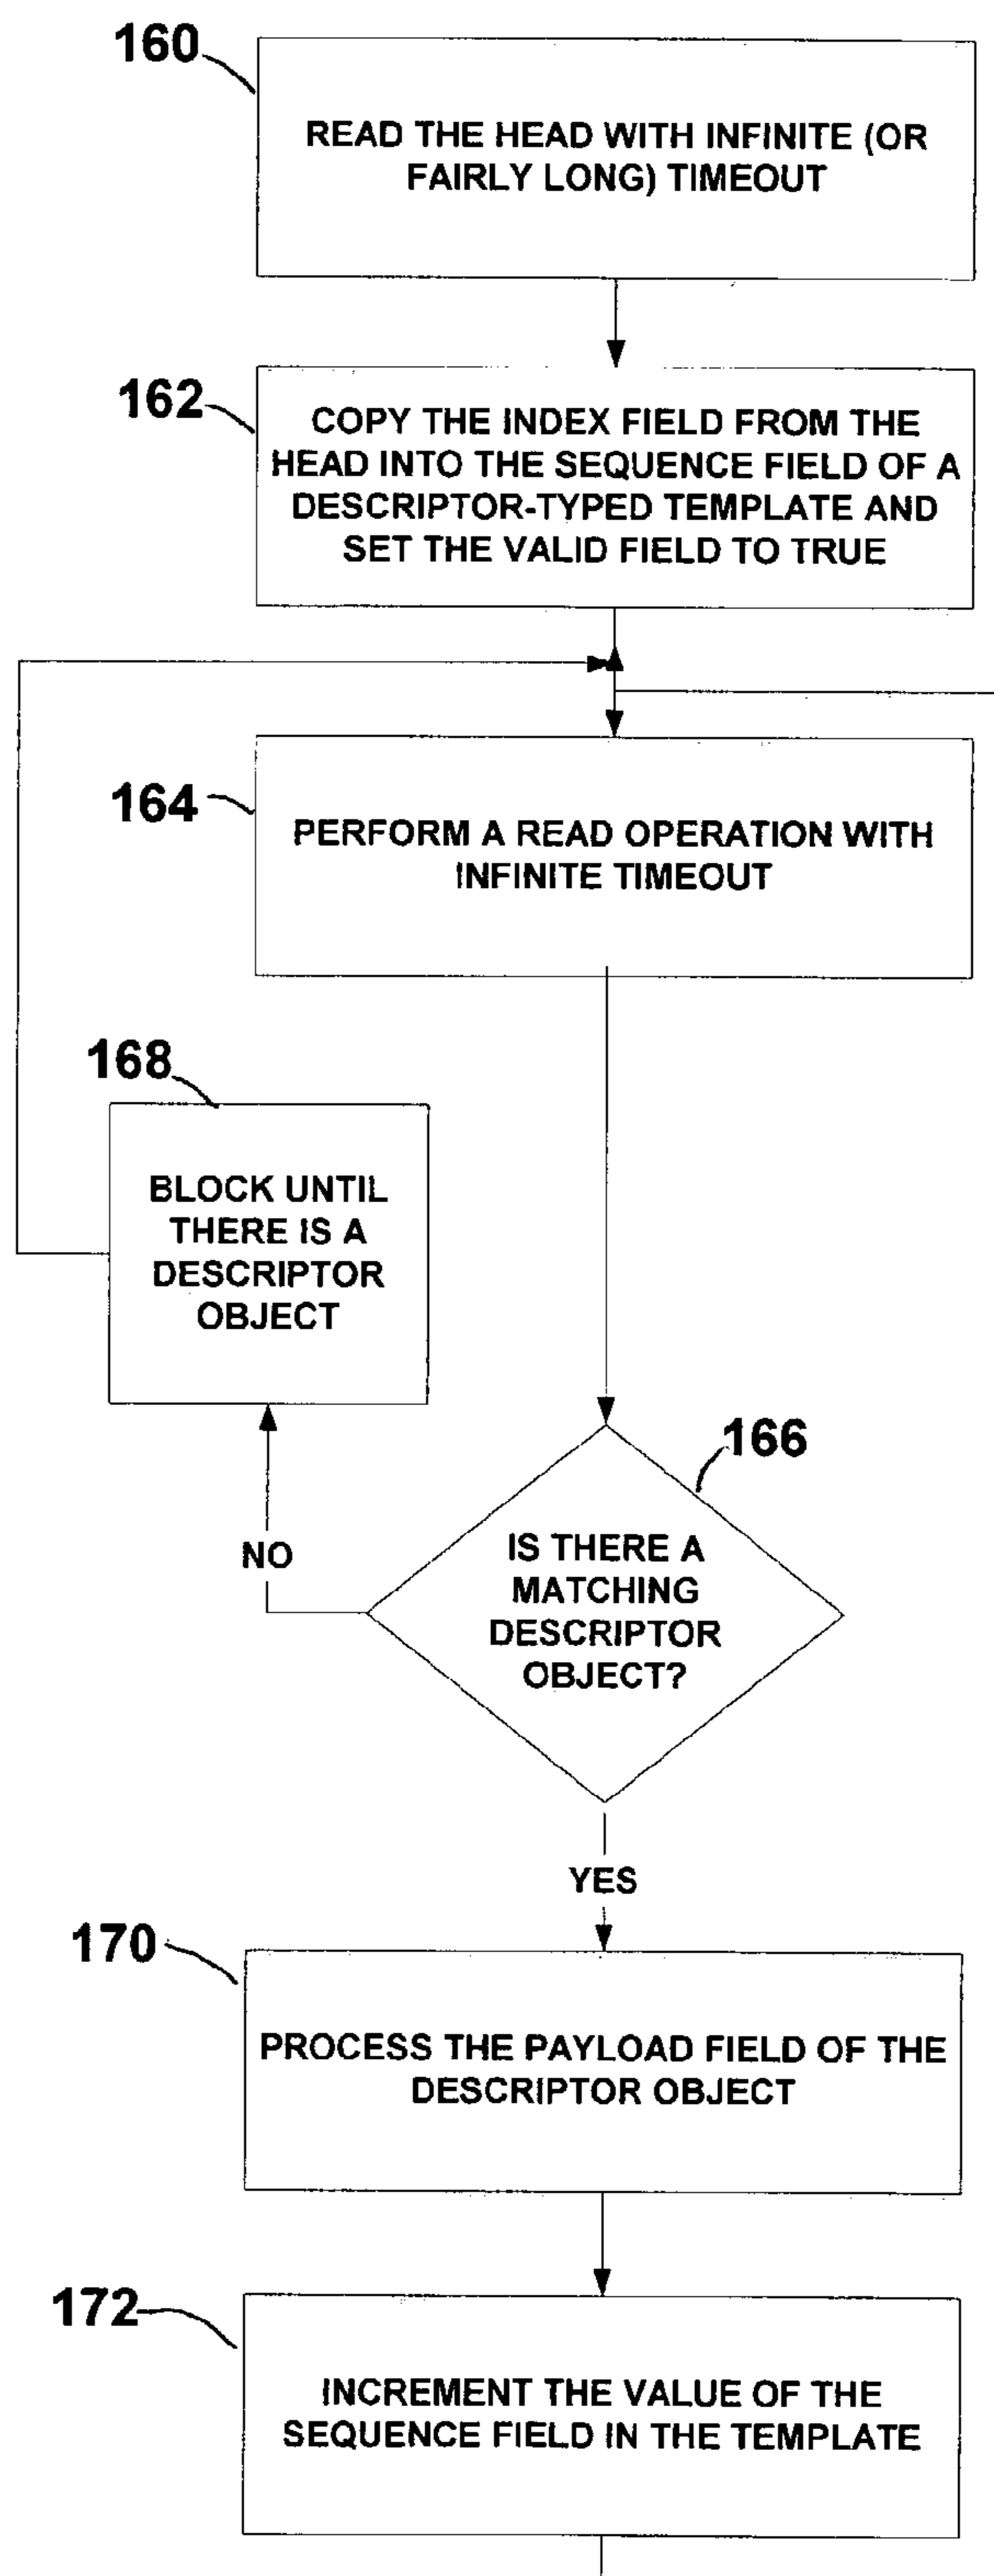 160
READ THE HEAD WITH INFINITE (OR
FAIRLY LONG) TIMEOUT
162
COPY THE INDEX FIELD FROM THE
HEAD INTO THE SEQUENCE FIELD OF A
DESCRIPTOR-TYPED TEMPLATE AND
SET THE VALID FIELD TO TRUE
164
PERFORM A READ OPERATION WITH
INFINITE TIMEOUT
168
BLOCK UNTIL
THERE IS A
DESCRIPTOR
OBJECT
166
IS THERE A
MATCHING
DESCRIPTOR
OBJECT?
NO
YES
170
PROCESS THE PAYLOAD FIELD OF THE
DESCRIPTOR OBJECT
172
INCREMENT THE VALUE OF THE
SEQUENCE FIELD IN THE TEMPLATE